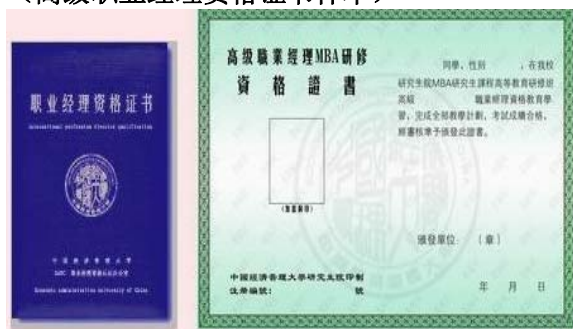 (高级职业经理资格证书样本)
职业经理资格证书
高級職業經理MBA研修
資格證書
(加蓋鋼印)
中國經濟管理大學研究生院印制
注册編號: 號
同學，性別 ，在我校
研究生院MBA研究生課程高等教育研修班
高級 職業經理資格教育學
習，完成全部教學計劃，考試成績合格，
經審核準予頒發此證書。
頒發單位: (章)
年 月 日